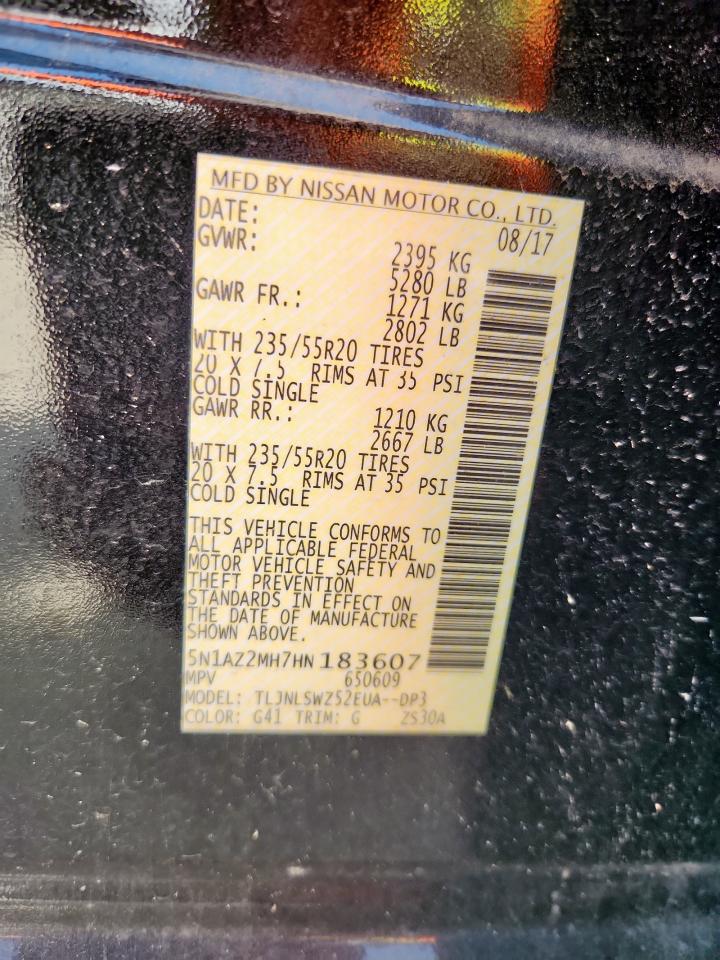 MFD BY NISSAN MOTOR CO., LTD.
DATE: 08/17
GVWR: 2395 KG
5280 LB
GAWR FR.: 1271 KG
2802 LB
WITH 235/55R20 TIRES
20 X 7.5 RIMS AT 35 PSI
COLD SINGLE
GAWR RR.: 1210 KG
2667 LB
WITH 235/55R20 TIRES
20 X 7.5 RIMS AT 35 PSI
COLD SINGLE
THIS VEHICLE CONFORMS TO
ALL APPLICABLE FEDERAL
MOTOR VEHICLE SAFETY AND
THEFT PREVENTION
STANDARDS IN EFFECT ON
THE DATE OF MANUFACTURE
SHOWN ABOVE.
5N1AZ2MH7HN183607
MPV 650609
MODEL: TLJNLSWZ52EUA--DP3
COLOR: G41 TRIM: G ZS30A